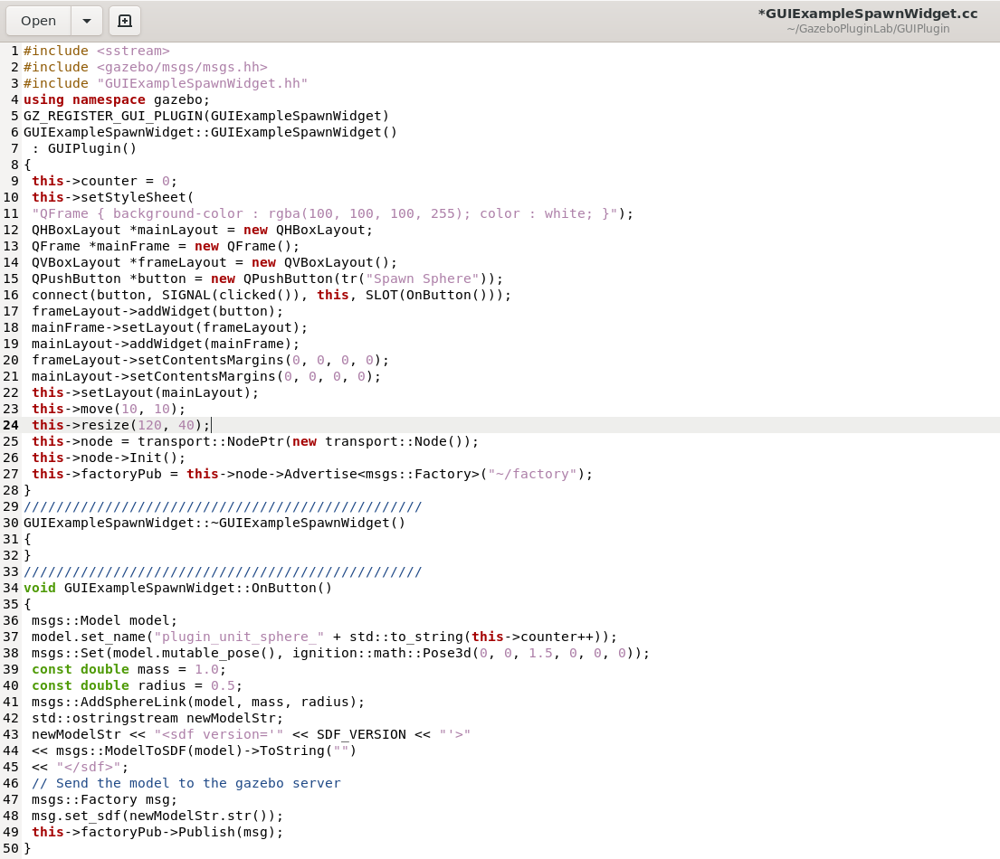 Open
*GUIExampleSpawnWidget.cc
~/GazeboPluginLab/GUIPlugin
1 #include <sstream>
2 #include <gazebo/msgs/msgs.hh>
3 #include "GUIExampleSpawnWidget.hh"
4 using namespace gazebo;
5 GZ_REGISTER_GUI_PLUGIN(GUIExampleSpawnWidget)
6 GUIExampleSpawnWidget::GUIExampleSpawnWidget()
7  : GUIPlugin()
8 {
9  this->counter = 0;
10  this->setStyleSheet(
11  "QFrame { background-color : rgba(100, 100, 100, 255); color : white; }");
12  QHBoxLayout *mainLayout = new QHBoxLayout;
13  QFrame *mainFrame = new QFrame();
14  QVBoxLayout *frameLayout = new QVBoxLayout();
15  QPushButton *button = new QPushButton(tr("Spawn Sphere"));
16  connect(button, SIGNAL(clicked()), this, SLOT(OnButton()));
17  frameLayout->addWidget(button);
18  mainFrame->setLayout(frameLayout);
19  mainLayout->addWidget(mainFrame);
20  frameLayout->setContentsMargins(0, 0, 0, 0);
21  mainLayout->setContentsMargins(0, 0, 0, 0);
22  this->setLayout(mainLayout);
23  this->move(10, 10);
24  this->resize(120, 40);
25  this->node = transport::NodePtr(new transport::Node());
26  this->node->Init();
27  this->factoryPub = this->node->Advertise<msgs::Factory>("~/factory");
28 }
29 /////////////////////////////////////////////////
30 GUIExampleSpawnWidget::~GUIExampleSpawnWidget()
31 {
32 }
33 /////////////////////////////////////////////////
34 void GUIExampleSpawnWidget::OnButton()
35 {
36  msgs::Model model;
37  model.set_name("plugin_unit_sphere_" + std::to_string(this->counter++));
38  msgs::Set(model.mutable_pose(), ignition::math::Pose3d(0, 0, 1.5, 0, 0, 0));
39  const double mass = 1.0;
40  const double radius = 0.5;
41  msgs::AddSphereLink(model, mass, radius);
42  std::ostringstream newModelStr;
43  newModelStr << "<sdf version='" << SDF_VERSION << "'>"
44  << msgs::ModelToSDF(model)->ToString("")
45  << "</sdf>";
46  // Send the model to the gazebo server
47  msgs::Factory msg;
48  msg.set_sdf(newModelStr.str());
49  this->factoryPub->Publish(msg);
50 }